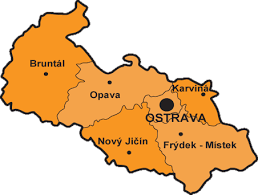 Bruntál
Opava
Karviná
OSTRAVA
Nový Jičín
Frýdek - Místek